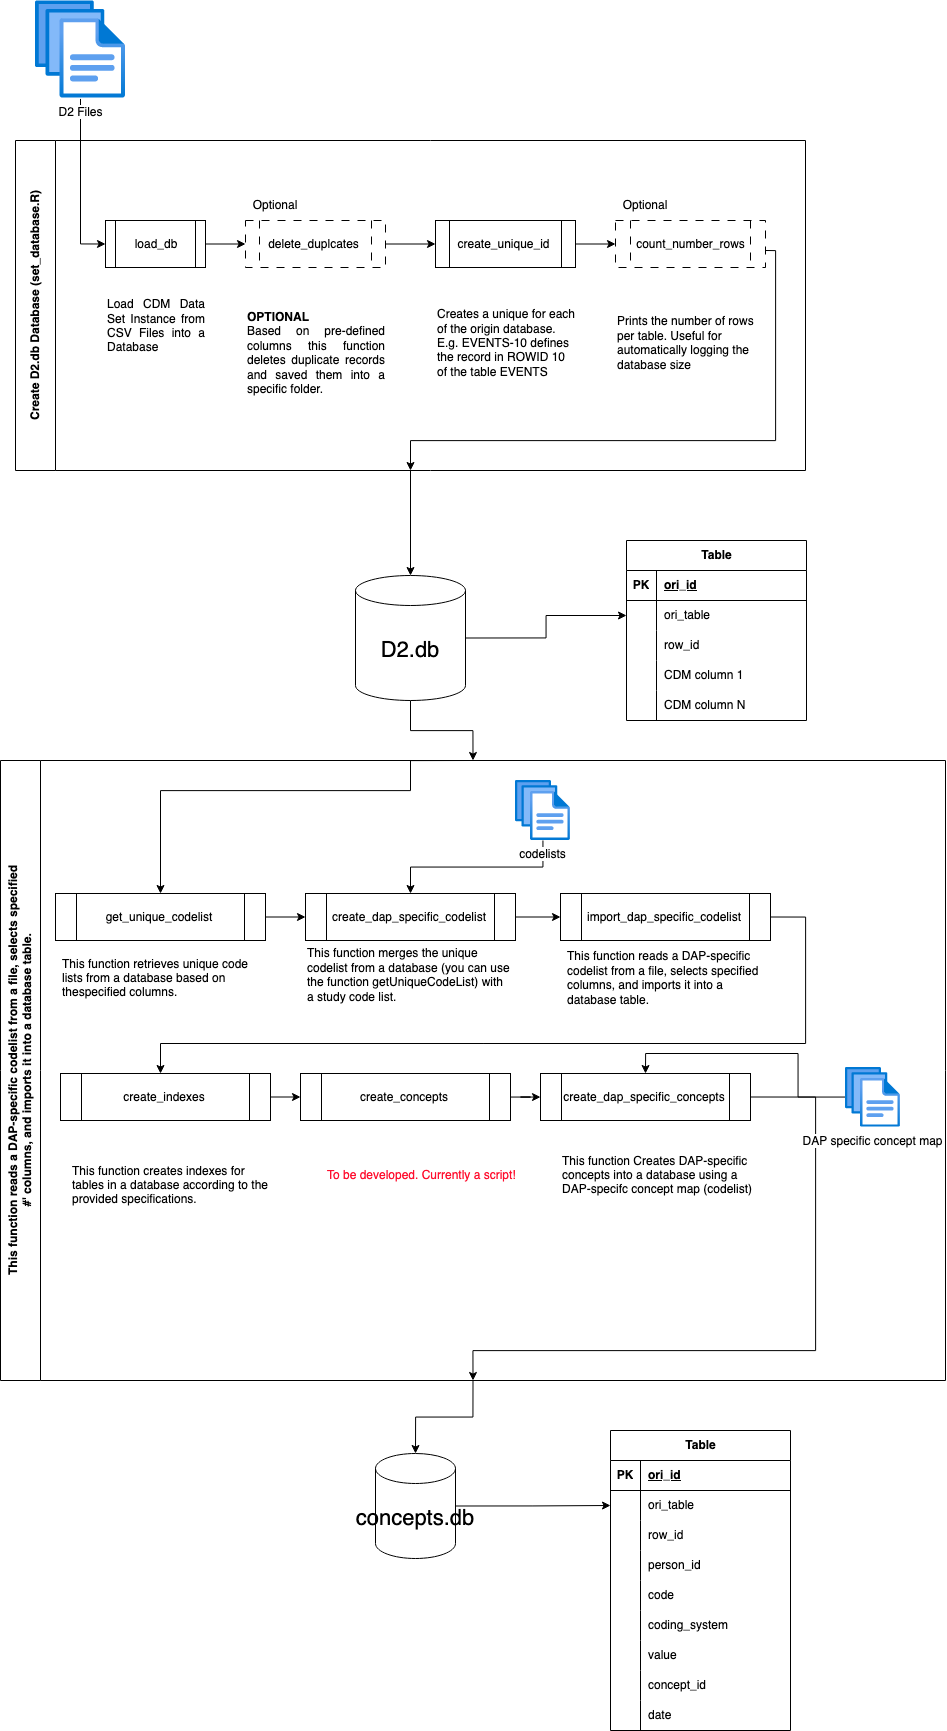 D2 Files
Create D2.db Database (set_database.R)
Optional
Optional
load_db
delete_duplcates
create_unique_id
count_number_rows
Load CDM Data
Set Instance from
CSV Files into a
Database
OPTIONAL
Based on pre-defined
columns this function
deletes duplicate records
and saved them into a
specific folder.
Creates a unique for each
of the origin database.
E.g. EVENTS-10 defines
the record in ROWID 10
of the table EVENTS
Prints the number of rows
per table. Useful for
automatically logging the
database size
D2.db
Table
PK ori_id
ori_table
row_id
CDM column 1
CDM column N
This function reads a DAP-specific codelist from a file, selects specified
#' columns, and imports it into a database table.
codelists
get_unique_codelist
create_dap_specific_codelist
import_dap_specific_codelist
This function retrieves unique code
lists from a database based on
thespecified columns.
This function merges the unique
codelist from a database (you can use
the function getUniqueCodeList) with
a study code list.
This function reads a DAP-specific
codelist from a file, selects specified
columns, and imports it into a
database table.
create_indexes
create_concepts
create_dap_specific_concepts
DAP specific concept map
This function creates indexes for
tables in a database according to the
provided specifications.
To be developed. Currently a script!
This function Creates DAP-specific
concepts into a database using a
DAP-specifc concept map (codelist)
concepts.db
Table
PK ori_id
ori_table
row_id
person_id
code
coding_system
value
concept_id
date